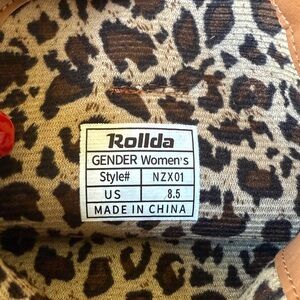 Rollda
GENDER Women's
Style# NZX01
US 8.5
MADE IN CHINA